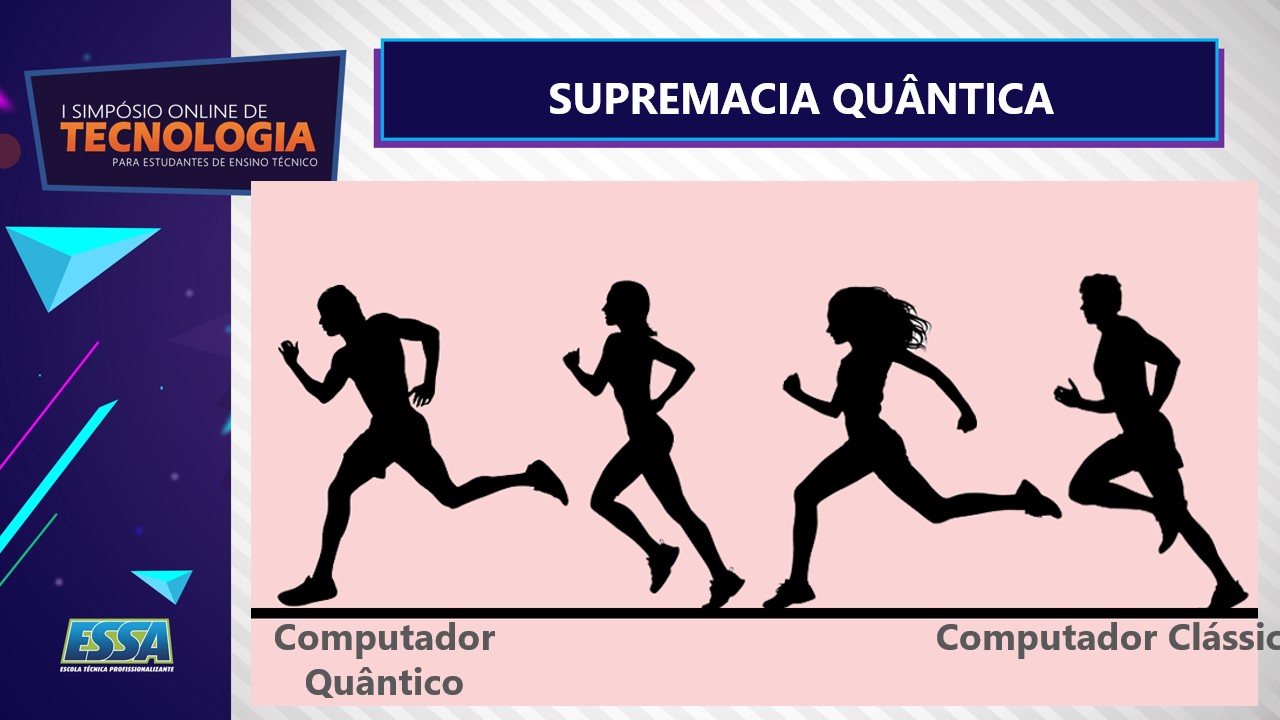 SUPREMACIA QUÂNTICA
I SIMPÓSIO ONLINE DE
TECNOLOGIA
PARA ESTUDANTES DE ENSINO TÉCNICO
Computador
Quântico
Computador Clássic
ESSA
ESCOLA TÉCNICA PROFISSIONALIZANTE